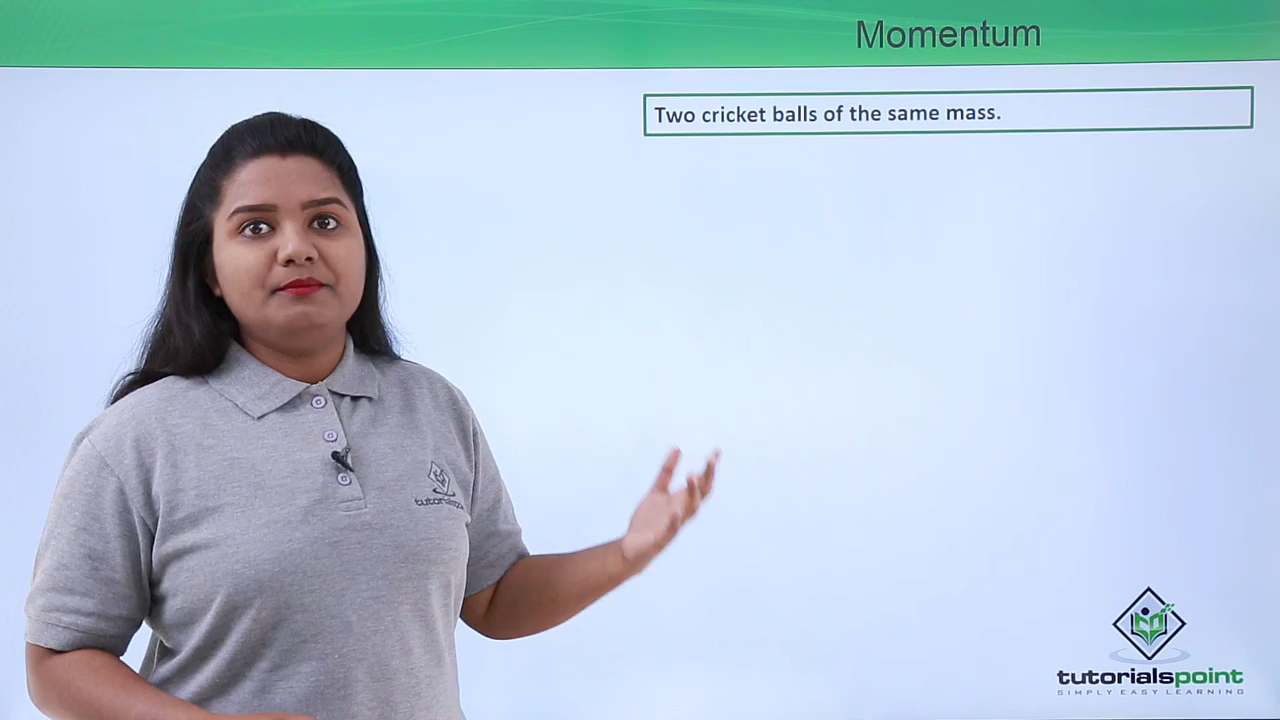 Momentum
Two cricket balls of the same mass.
tutorialspoint
SIMPLY EASY LEARNING